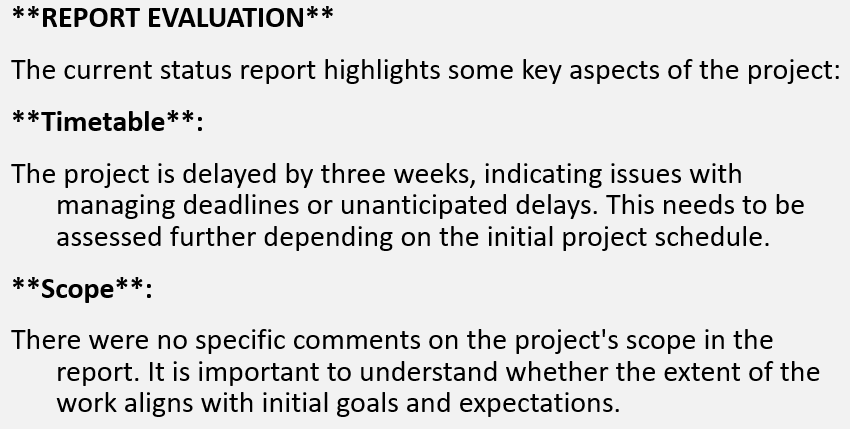 **REPORT EVALUATION**
The current status report highlights some key aspects of the project:
**Timetable**:
The project is delayed by three weeks, indicating issues with
managing deadlines or unanticipated delays. This needs to be
assessed further depending on the initial project schedule.
**Scope**:
There were no specific comments on the project's scope in the
report. It is important to understand whether the extent of the
work aligns with initial goals and expectations.